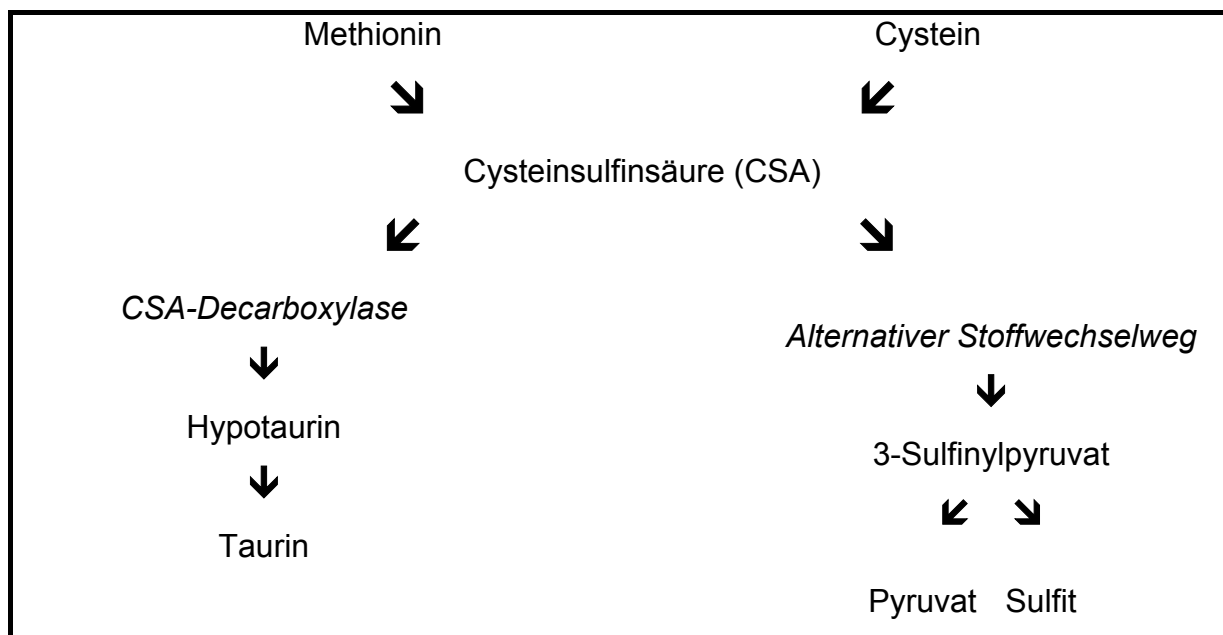 Methionin Cystein
Cysteinsulfinsäure (CSA)
CSA-Decarboxylase
Alternativer Stoffwechselweg
Hypotaurin
3-Sulfinylpyruvat
Taurin
Pyruvat Sulfit